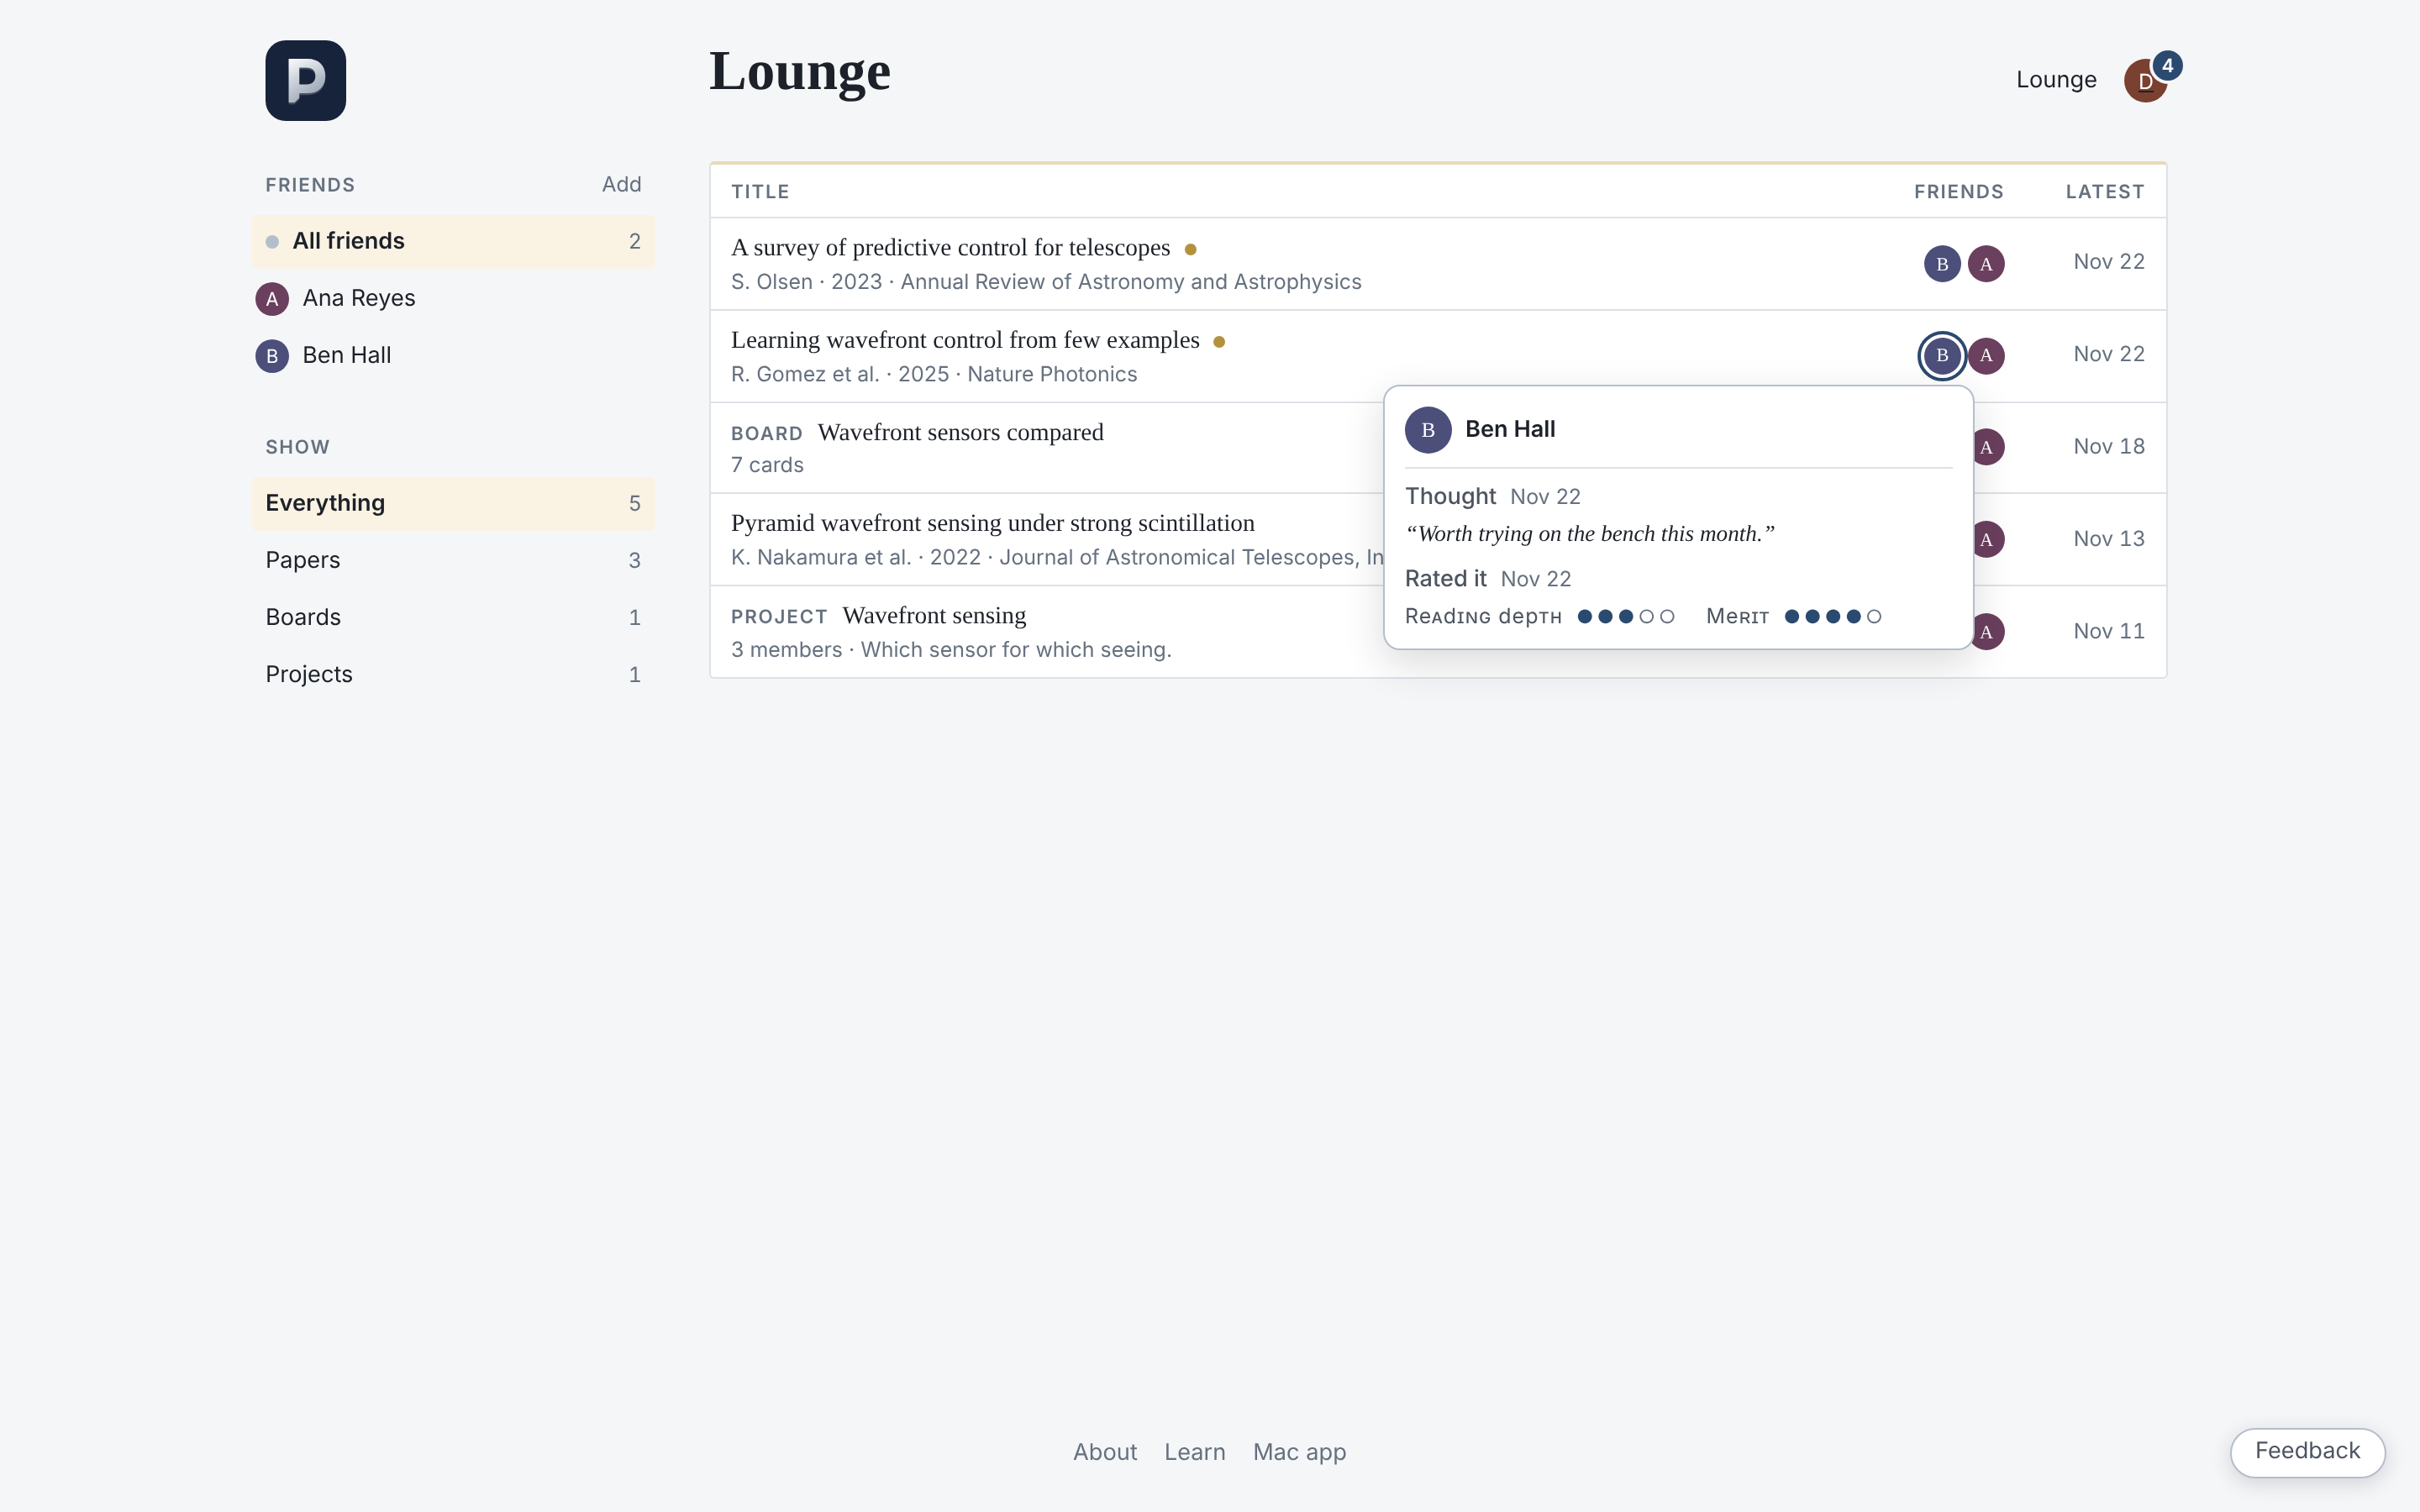 P
Lounge
Lounge
D
4
FRIENDS Add
All friends 2
A Ana Reyes
B Ben Hall
SHOW
Everything 5
Papers 3
Boards 1
Projects 1
TITLE FRIENDS LATEST
A survey of predictive control for telescopes
S. Olsen · 2023 · Annual Review of Astronomy and Astrophysics
B A Nov 22
Learning wavefront control from few examples
R. Gomez et al. · 2025 · Nature Photonics
B A Nov 22
BOARD Wavefront sensors compared
7 cards
A Nov 18
Pyramid wavefront sensing under strong scintillation
K. Nakamura et al. · 2022 · Journal of Astronomical Telescopes, In
A Nov 13
PROJECT Wavefront sensing
3 members · Which sensor for which seeing.
A Nov 11
B Ben Hall
Thought Nov 22
“Worth trying on the bench this month.”
Rated it Nov 22
Reading depth Merit
About Learn Mac app
Feedback